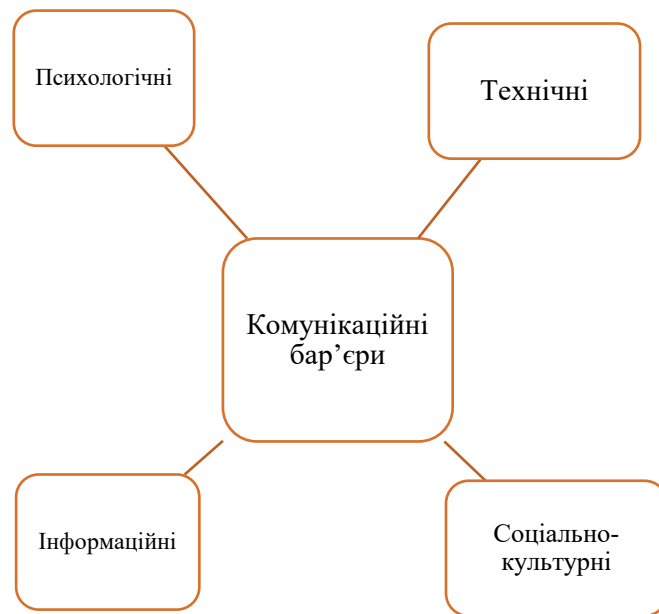 Психологічні
Технічні
Комунікаційні
бар’єри
Інформаційні
Соціально-
культурні